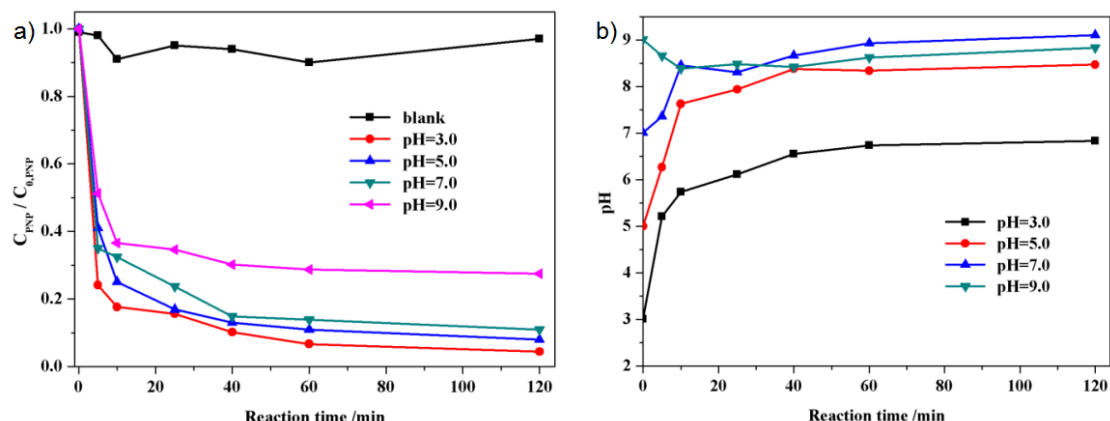 a)
C_PNP / C_0,PNP
1.0
0.8
0.6
0.4
0.2
0.0
blank
pH=3.0
pH=5.0
pH=7.0
pH=9.0
0 20 40 60 80 100 120
Reaction time /min
b)
pH
9
8
7
6
5
4
3
2
pH=3.0
pH=5.0
pH=7.0
pH=9.0
0 20 40 60 80 100 120
Reaction time /min